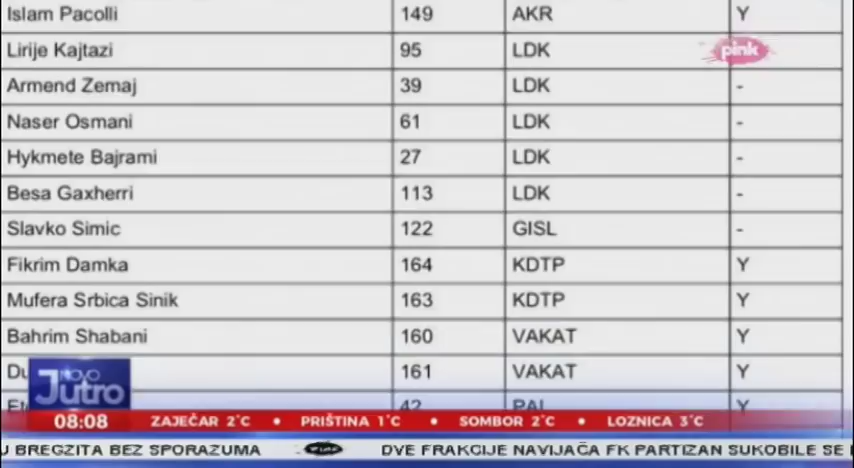 Islam Pacolli 149 AKR Y
Lirije Kajtazi 95 LDK
pink
Armend Zemaj 39 LDK -
Naser Osmani 61 LDK -
Hykmete Bajrami 27 LDK -
Besa Gaxherri 113 LDK -
Slavko Simic 122 GISL -
Fikrim Damka 164 KDTP Y
Mufera Srbica Sinik 163 KDTP Y
Bahrim Shabani 160 VAKAT Y
161 VAKAT Y
42 PAI Y
NOVO
Jutro
08:08 ZAJEČAR 2°C • PRIŠTINA 1°C • SOMBOR 2°C • LOZNICA 3°C
U BREGZITA BEZ SPORAZUMA DVE FRAKCIJE NAVIJAČA FK PARTIZAN SUKOBILE SE